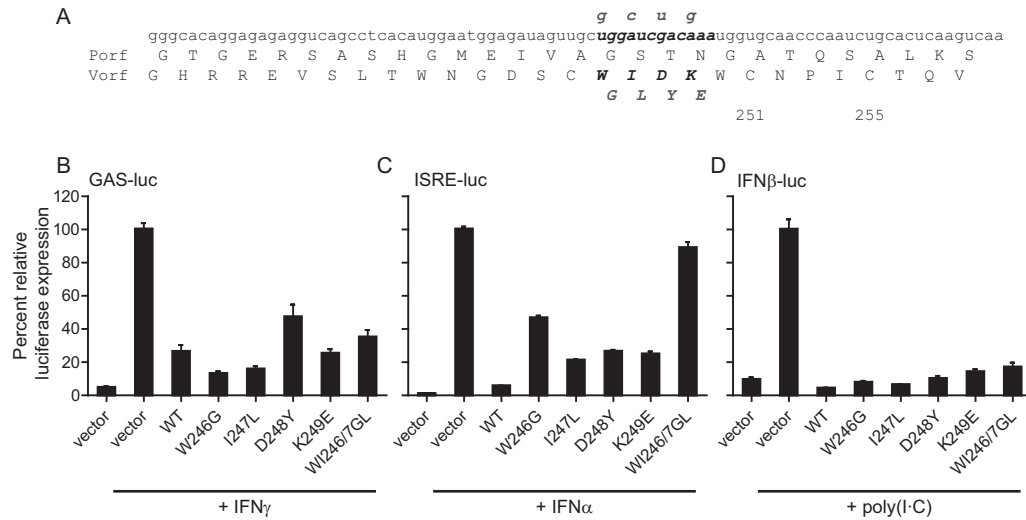 A
g c u g
gggcacaggagagaggucagccucacauggaauggagauaguugcuggaucgacaaauggugcaacccaaucugcacucaagucaa
Porf G T G E R S A S H G M E I V A G S T N G A T Q S A L K S
Vorf G H R R E V S L T W N G D S C W I D K W C N P I C T Q V
G L Y E
251 255
B C D
GAS-luc ISRE-luc IFNβ-luc
Percent relative
luciferase expression
120
100
80
60
40
20
0
vector vector WT W246G I247L D248Y K249E WI246/7GL
vector vector WT W246G I247L D248Y K249E WI246/7GL
vector vector WT W246G I247L D248Y K249E WI246/7GL
+ IFNγ + IFNα + poly(I·C)